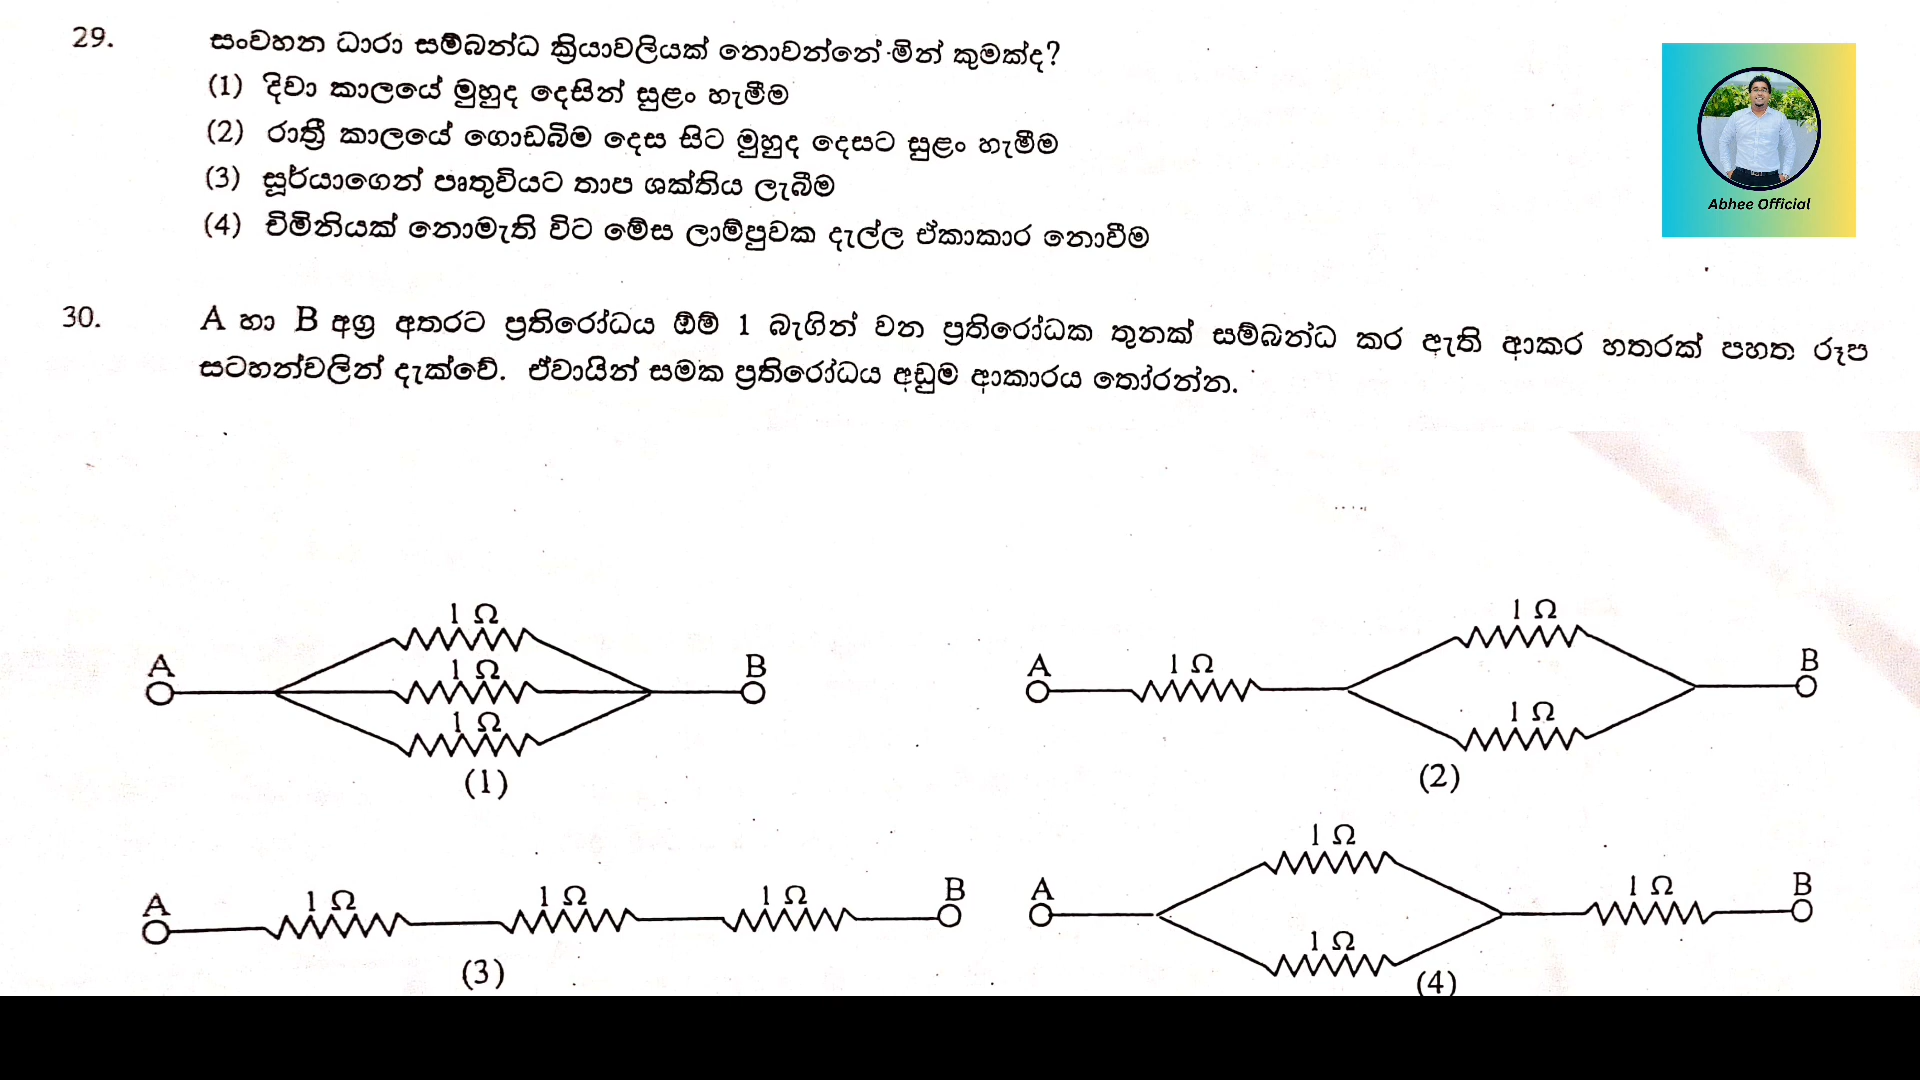 29. සංවහන ධාරා සම්බන්ධ ක්‍රියාවලියක් නොවන්නේ මින් කුමක්ද?
(1) දිවා කාලයේ මුහුද දෙසින් සුළං හැමීම
(2) රාත්‍රී කාලයේ ගොඩබිම දෙස සිට මුහුද දෙසට සුළං හැමීම
(3) සූර්යාගෙන් පෘතුවියට තාප ශක්තිය ලැබීම
(4) චිමිනියක් නොමැති විට මේස ලාම්පුවක දැල්ල ඒකාකාර නොවීම
Abhee Official
30. A හා B අග්‍ර අතරට ප්‍රතිරෝධය ඕම් 1 බැගින් වන ප්‍රතිරෝධක තුනක් සම්බන්ධ කර ඇති ආකර හතරක් පහත රූප
සටහන්වලින් දැක්වේ. ඒවායින් සමක ප්‍රතිරෝධය අඩුම ආකාරය තෝරන්න.
1 Ω
A 1 Ω B
1 Ω
(1)
1 Ω
A 1 Ω B
1 Ω
(2)
A 1 Ω 1 Ω 1 Ω B
(3)
1 Ω
A 1 Ω B
1 Ω
(4)